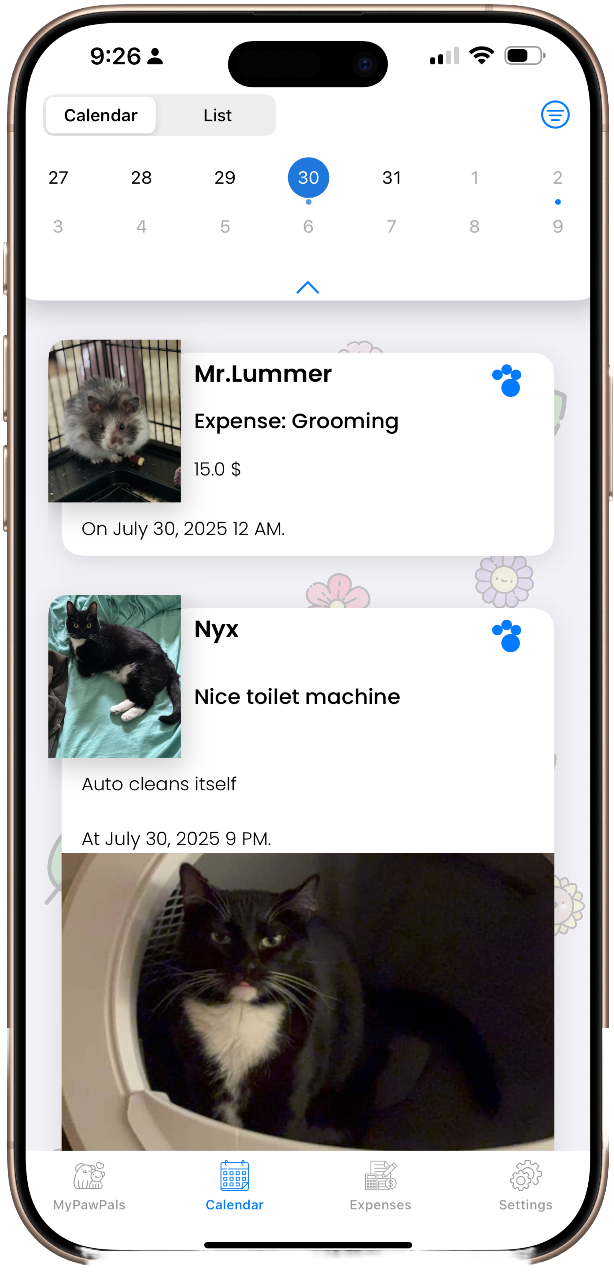 9:26
Calendar List
27 28 29 30 31 1 2
3 4 5 6 7 8 9
Mr.Lummer
Expense: Grooming
15.0 $
On July 30, 2025 12 AM.
Nyx
Nice toilet machine
Auto cleans itself
At July 30, 2025 9 PM.
MyPawPals Calendar Expenses Settings